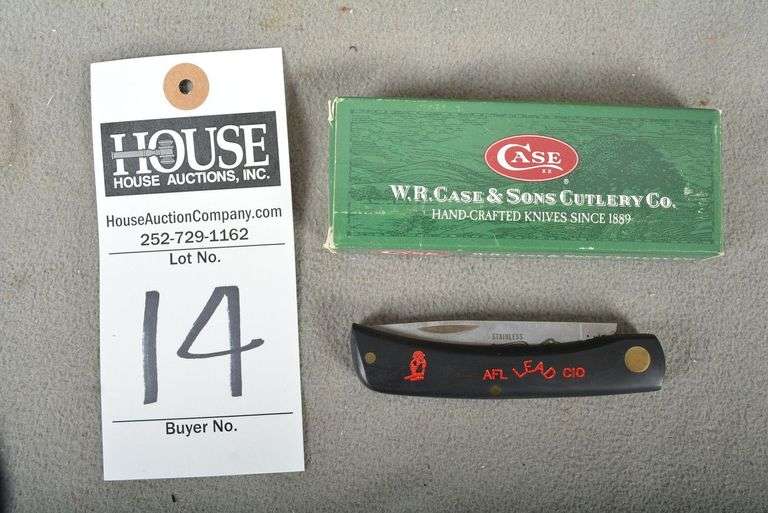 HOUSE
HOUSE AUCTIONS, INC.
HouseAuctionCompany.com
252-729-1162
Lot No.
14
Buyer No.
CASE
XX
®
W.R. CASE & SONS CUTLERY CO.
HAND-CRAFTED KNIVES SINCE 1889
STAINLESS
AFL LEAD CIO